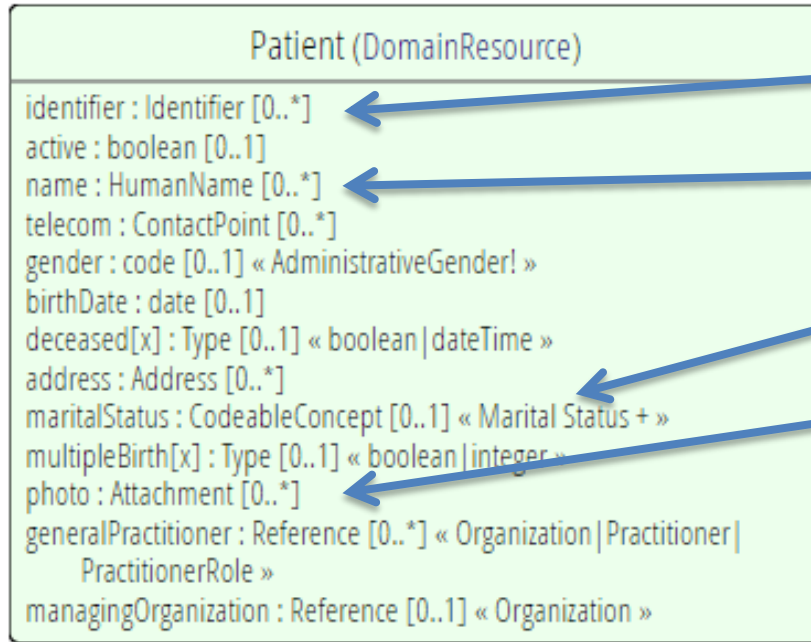 Patient (DomainResource)
identifier : Identifier [0..*]
active : boolean [0..1]
name : HumanName [0..*]
telecom : ContactPoint [0..*]
gender : code [0..1] « AdministrativeGender! »
birthDate : date [0..1]
deceased[x] : Type [0..1] « boolean|dateTime »
address : Address [0..*]
maritalStatus : CodeableConcept [0..1] « Marital Status + »
multipleBirth[x] : Type [0..1] « boolean|integer »
photo : Attachment [0..*]
generalPractitioner : Reference [0..*] « Organization|Practitioner|
PractitionerRole »
managingOrganization : Reference [0..1] « Organization »